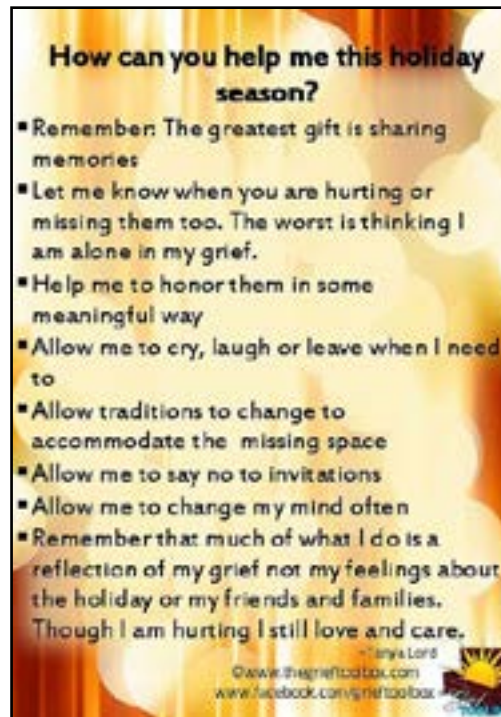 How can you help me this holiday
season?
▪ Remember: The greatest gift is sharing
memories
▪ Let me know when you are hurting or
missing them too. The worst is thinking I
am alone in my grief.
▪ Help me to honor them in some
meaningful way
▪ Allow me to cry, laugh or leave when I need
to
▪ Allow traditions to change to
accommodate the missing space
▪ Allow me to say no to invitations
▪ Allow me to change my mind often
▪ Remember that much of what I do is a
reflection of my grief not my feelings about
the holiday or my friends and families.
Though I am hurting I still love and care.
~Tanya Lord
©www.thegrieftoolbox.com
www.facebook.com/grieftoolbox